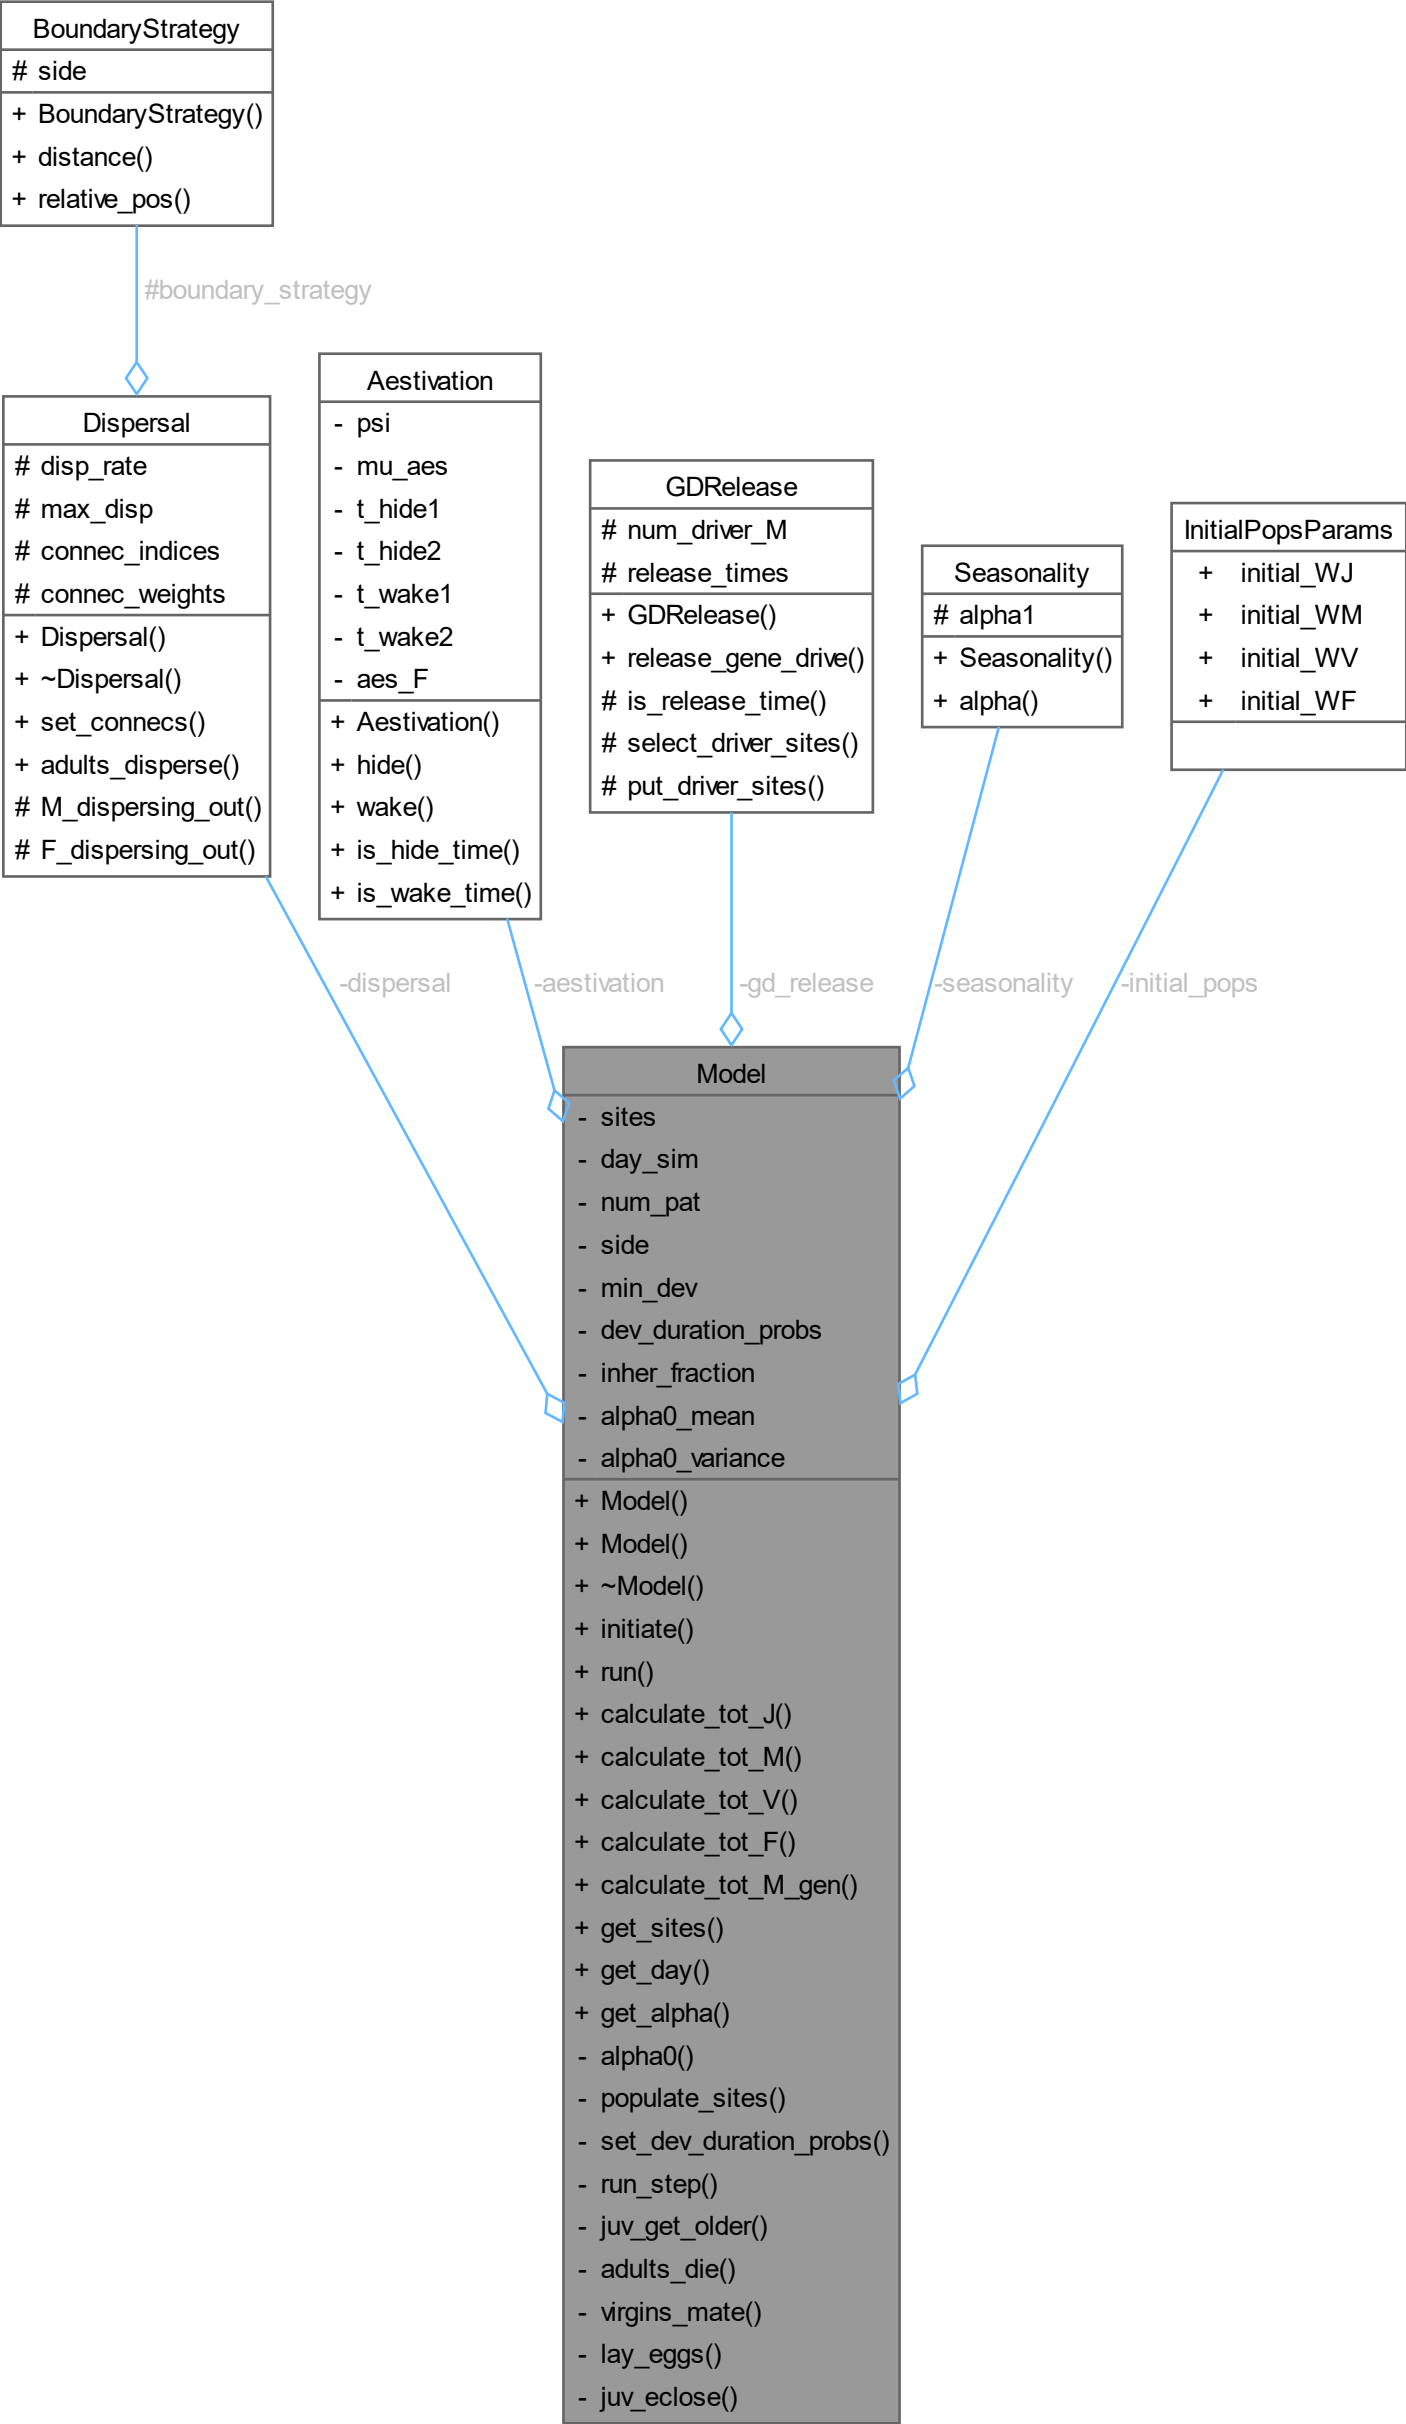 BoundaryStrategy
# side
+ BoundaryStrategy()
+ distance()
+ relative_pos()
#boundary_strategy
Dispersal
# disp_rate
# max_disp
# connec_indices
# connec_weights
+ Dispersal()
+ ~Dispersal()
+ set_connecs()
+ adults_disperse()
# M_dispersing_out()
# F_dispersing_out()
Aestivation
- psi
- mu_aes
- t_hide1
- t_hide2
- t_wake1
- t_wake2
- aes_F
+ Aestivation()
+ hide()
+ wake()
+ is_hide_time()
+ is_wake_time()
GDRelease
# num_driver_M
# release_times
+ GDRelease()
+ release_gene_drive()
# is_release_time()
# select_driver_sites()
# put_driver_sites()
Seasonality
# alpha1
+ Seasonality()
+ alpha()
InitialPopsParams
+ initial_WJ
+ initial_WM
+ initial_WV
+ initial_WF
-dispersal
-aestivation
-gd_release
-seasonality
-initial_pops
Model
- sites
- day_sim
- num_pat
- side
- min_dev
- dev_duration_probs
- inher_fraction
- alpha0_mean
- alpha0_variance
+ Model()
+ Model()
+ ~Model()
+ initiate()
+ run()
+ calculate_tot_J()
+ calculate_tot_M()
+ calculate_tot_V()
+ calculate_tot_F()
+ calculate_tot_M_gen()
+ get_sites()
+ get_day()
+ get_alpha()
- alpha0()
- populate_sites()
- set_dev_duration_probs()
- run_step()
- juv_get_older()
- adults_die()
- virgins_mate()
- lay_eggs()
- juv_eclose()